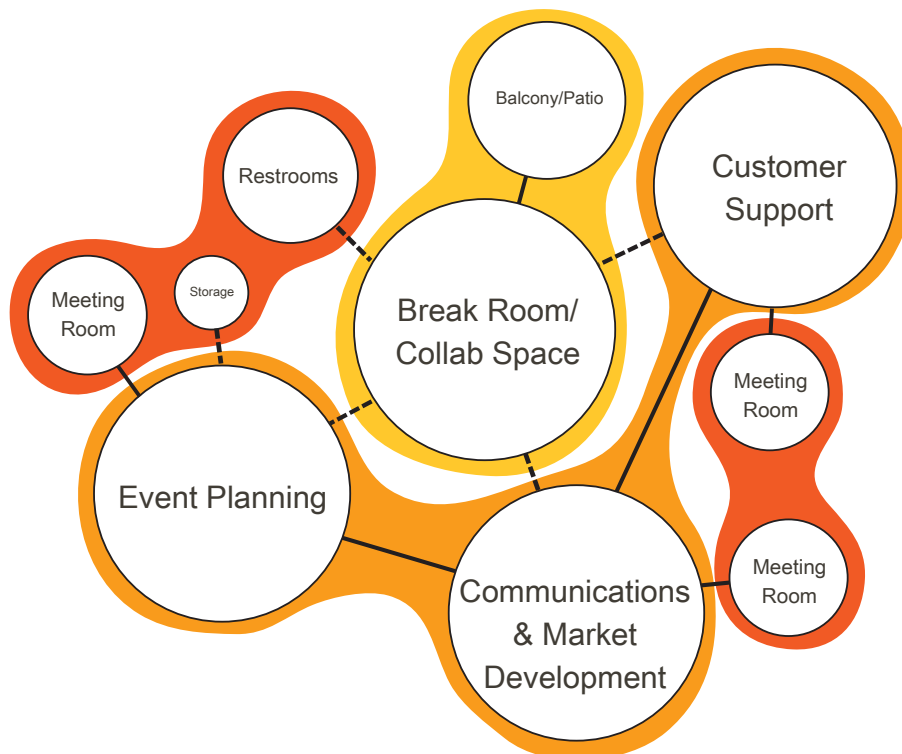 Balcony/Patio
Customer
Support
Restrooms
Storage
Meeting
Room
Break Room/
Collab Space
Meeting
Room
Event Planning
Meeting
Room
Communications
& Market
Development